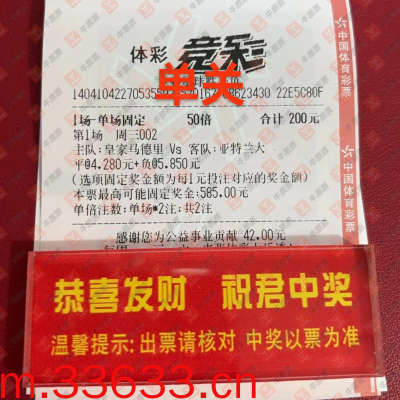 体彩 竞彩
单关
1场-单场固定 50倍 合计 200元
第1场 周三002
主队:皇家马德里 Vs 客队:亚特兰大
平@4.280元+负@5.850元
(选项固定奖金额为每1元投注对应的奖金额)
本票最高可能固定奖金:585.00元
单倍注数:单场*2注;共2注
感谢您为公益事业贡献 42.00元
恭喜发财 祝君中奖
温馨提示:出票请核对 中奖以票为准
m.33633.cn
中国体育彩票
中国体育彩票